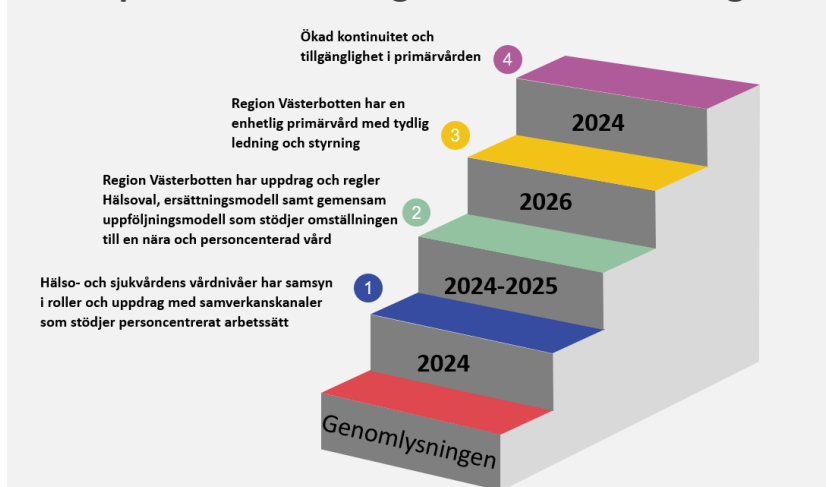 Ökad kontinuitet och
tillgänglighet i primärvården
4
2024
Region Västerbotten har en
enhetlig primärvård med tydlig
ledning och styrning
3
2026
Region Västerbotten har uppdrag och regler
Hälsoval, ersättningsmodell samt gemensam
uppföljningsmodell som stödjer omställningen
till en nära och personcenterad vård
2
2024-2025
Hälso- och sjukvårdens vårdnivåer har samsyn
i roller och uppdrag med samverkanskanaler
som stödjer personcentrerat arbetssätt
1
2024
Genomlysningen